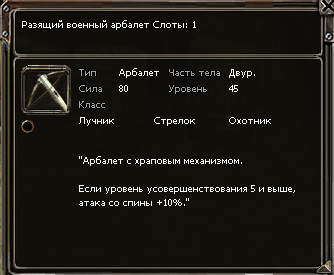 Разящий военный арбалет Слоты: 1
Тип Арбалет Часть тела Двур.
Сила 80 Уровень 45
Класс
Лучник Стрелок Охотник
"Арбалет с храповым механизмом.
Если уровень усовершенствования 5 и выше,
атака со спины +10%."